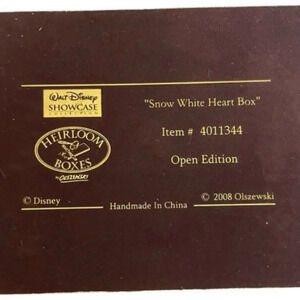 Walt Disney
SHOWCASE
COLLECTION
"Snow White Heart Box"
HEIRLOOM
BOXES
by OLSZEWSKI
Item # 4011344
Open Edition
© Disney
Handmade In China
© 2008 Olszewski